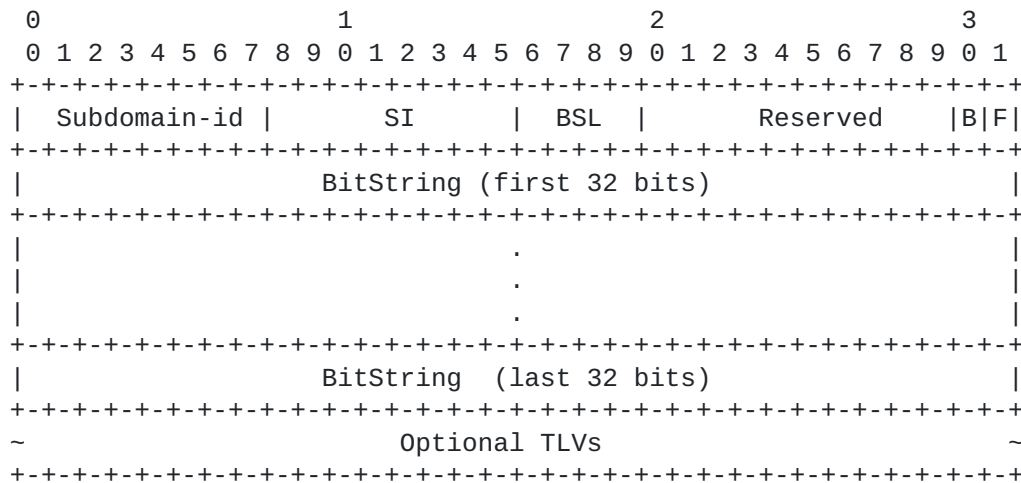 0                   1                   2                   3
 0 1 2 3 4 5 6 7 8 9 0 1 2 3 4 5 6 7 8 9 0 1 2 3 4 5 6 7 8 9 0 1
+-+-+-+-+-+-+-+-+-+-+-+-+-+-+-+-+-+-+-+-+-+-+-+-+-+-+-+-+-+-+-+-+
|  Subdomain-id |       SI      |  BSL  |       Reserved    |B|F|
+-+-+-+-+-+-+-+-+-+-+-+-+-+-+-+-+-+-+-+-+-+-+-+-+-+-+-+-+-+-+-+-+
|                   BitString (first 32 bits)                   |
+-+-+-+-+-+-+-+-+-+-+-+-+-+-+-+-+-+-+-+-+-+-+-+-+-+-+-+-+-+-+-+-+
|                               .                               |
|                               .                               |
|                               .                               |
+-+-+-+-+-+-+-+-+-+-+-+-+-+-+-+-+-+-+-+-+-+-+-+-+-+-+-+-+-+-+-+-+
|                   BitString  (last 32 bits)                   |
+-+-+-+-+-+-+-+-+-+-+-+-+-+-+-+-+-+-+-+-+-+-+-+-+-+-+-+-+-+-+-+-+
~                        Optional TLVs                          ~
+-+-+-+-+-+-+-+-+-+-+-+-+-+-+-+-+-+-+-+-+-+-+-+-+-+-+-+-+-+-+-+-+